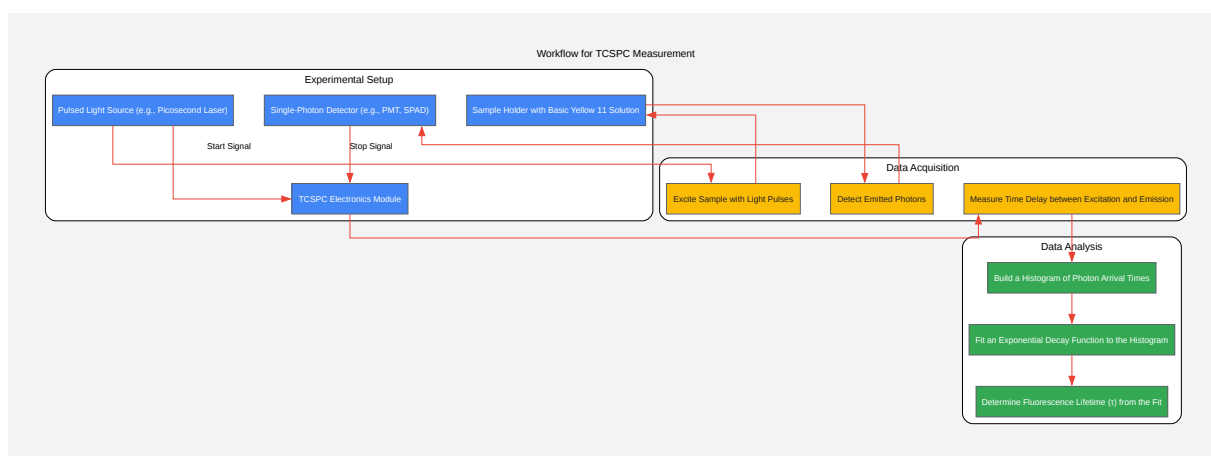 Workflow for TCSPC Measurement
Experimental Setup
Pulsed Light Source (e.g., Picosecond Laser)
Single-Photon Detector (e.g., PMT, SPAD)
Sample Holder with Basic Yellow 11 Solution
Start Signal
Stop Signal
TCSPC Electronics Module
Data Acquisition
Excite Sample with Light Pulses
Detect Emitted Photons
Measure Time Delay between Excitation and Emission
Data Analysis
Build a Histogram of Photon Arrival Times
Fit an Exponential Decay Function to the Histogram
Determine Fluorescence Lifetime (τ) from the Fit